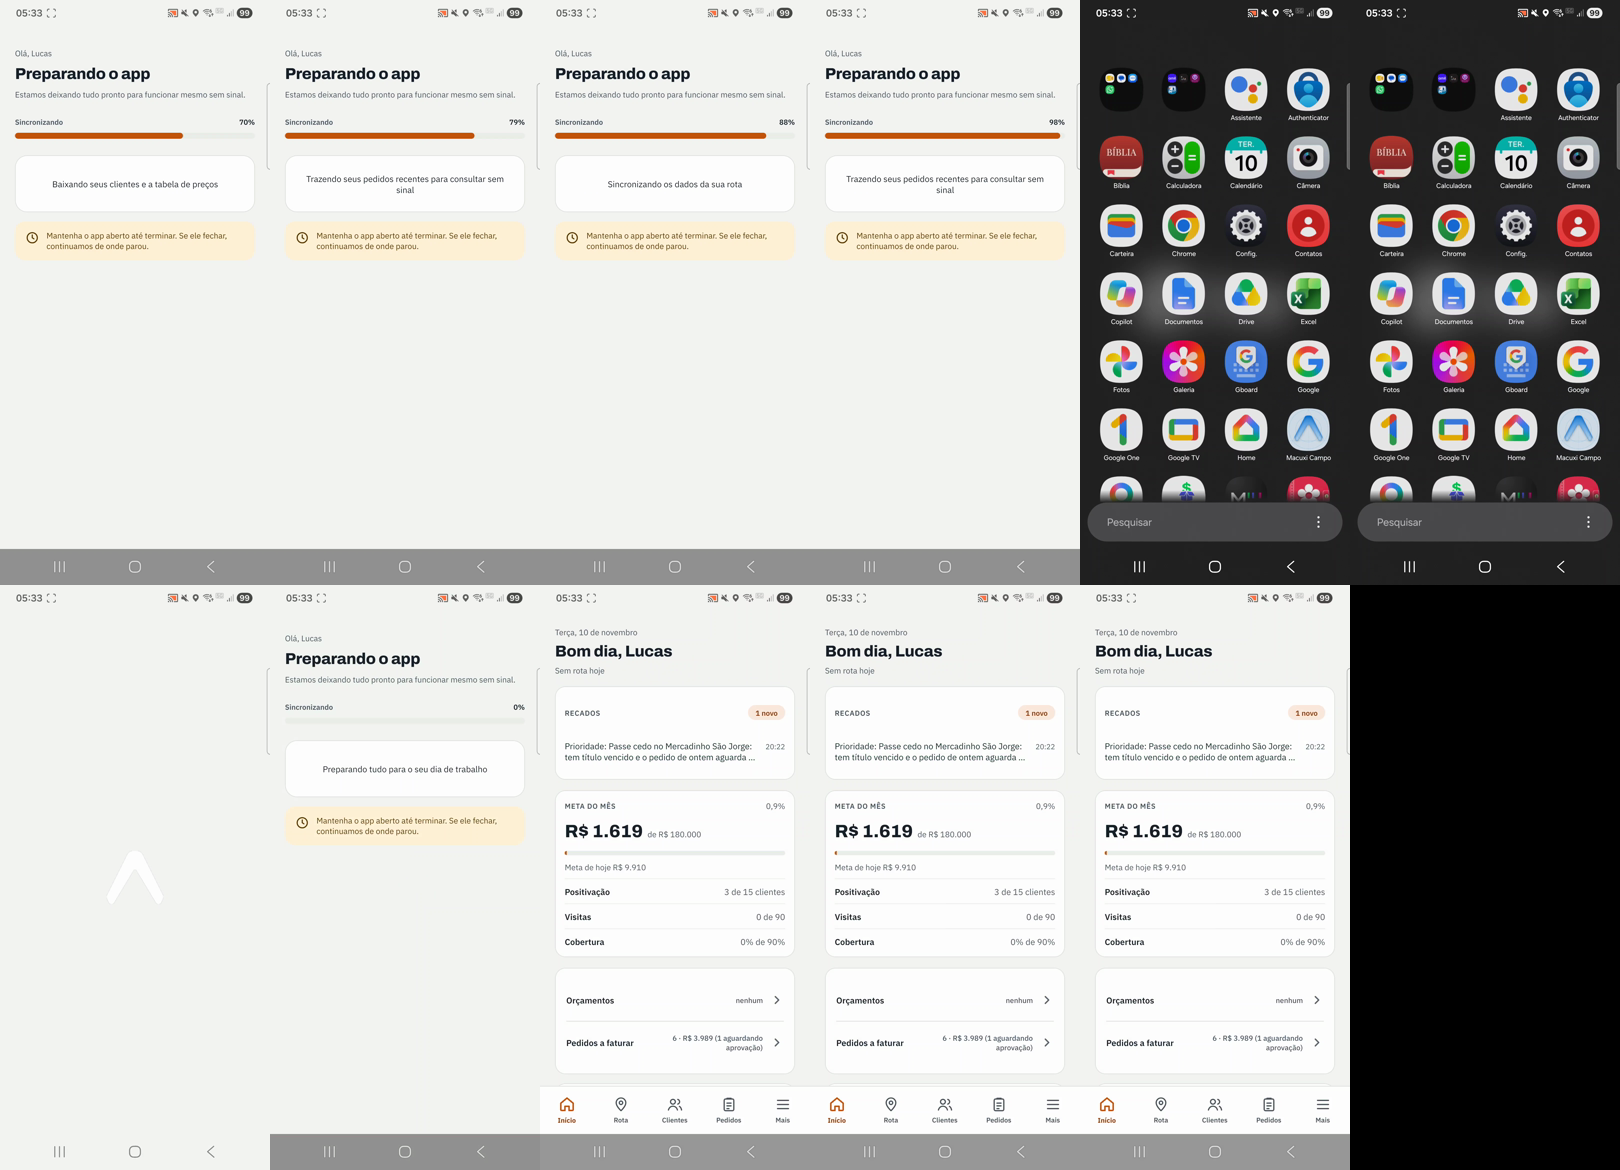 05:33
99
Olá, Lucas
Preparando o app
Estamos deixando tudo pronto para funcionar mesmo sem sinal.
Sincronizando 70%
Baixando seus clientes e a tabela de preços
Mantenha o app aberto até terminar. Se ele fechar,
continuamos de onde parou.
05:33
99
Olá, Lucas
Preparando o app
Estamos deixando tudo pronto para funcionar mesmo sem sinal.
Sincronizando 79%
Trazendo seus pedidos recentes para consultar sem
sinal
Mantenha o app aberto até terminar. Se ele fechar,
continuamos de onde parou.
05:33
99
Olá, Lucas
Preparando o app
Estamos deixando tudo pronto para funcionar mesmo sem sinal.
Sincronizando 88%
Sincronizando os dados da sua rota
Mantenha o app aberto até terminar. Se ele fechar,
continuamos de onde parou.
05:33
99
Olá, Lucas
Preparando o app
Estamos deixando tudo pronto para funcionar mesmo sem sinal.
Sincronizando 98%
Trazendo seus pedidos recentes para consultar sem
sinal
Mantenha o app aberto até terminar. Se ele fechar,
continuamos de onde parou.
05:33
99
Assistente Authenticator
BÍBLIA TER. 10
Bíblia Calculadora Calendário Câmera
Carteira Chrome Config. Contatos
Copilot Documentos Drive Excel
Fotos Galeria Gboard Google
Google One Google TV Home Macuxi Campo
Pesquisar
05:33
99
Assistente Authenticator
BÍBLIA TER. 10
Bíblia Calculadora Calendário Câmera
Carteira Chrome Config. Contatos
Copilot Documentos Drive Excel
Fotos Galeria Gboard Google
Google One Google TV Home Macuxi Campo
Pesquisar
05:33
99
05:33
99
Olá, Lucas
Preparando o app
Estamos deixando tudo pronto para funcionar mesmo sem sinal.
Sincronizando 0%
Preparando tudo para o seu dia de trabalho
Mantenha o app aberto até terminar. Se ele fechar,
continuamos de onde parou.
05:33
99
Terça, 10 de novembro
Bom dia, Lucas
Sem rota hoje
RECADOS 1 novo
Prioridade: Passe cedo no Mercadinho São Jorge: 20:22
tem título vencido e o pedido de ontem aguarda ...
META DO MÊS 0,9%
R$ 1.619 de R$ 180.000
Meta de hoje R$ 9.910
Positivação 3 de 15 clientes
Visitas 0 de 90
Cobertura 0% de 90%
Orçamentos nenhum
Pedidos a faturar 6 · R$ 3.989 (1 aguardando
aprovação)
Início Rota Clientes Pedidos Mais
05:33
99
Terça, 10 de novembro
Bom dia, Lucas
Sem rota hoje
RECADOS 1 novo
Prioridade: Passe cedo no Mercadinho São Jorge: 20:22
tem título vencido e o pedido de ontem aguarda ...
META DO MÊS 0,9%
R$ 1.619 de R$ 180.000
Meta de hoje R$ 9.910
Positivação 3 de 15 clientes
Visitas 0 de 90
Cobertura 0% de 90%
Orçamentos nenhum
Pedidos a faturar 6 · R$ 3.989 (1 aguardando
aprovação)
Início Rota Clientes Pedidos Mais
05:33
99
Terça, 10 de novembro
Bom dia, Lucas
Sem rota hoje
RECADOS 1 novo
Prioridade: Passe cedo no Mercadinho São Jorge: 20:22
tem título vencido e o pedido de ontem aguarda ...
META DO MÊS 0,9%
R$ 1.619 de R$ 180.000
Meta de hoje R$ 9.910
Positivação 3 de 15 clientes
Visitas 0 de 90
Cobertura 0% de 90%
Orçamentos nenhum
Pedidos a faturar 6 · R$ 3.989 (1 aguardando
aprovação)
Início Rota Clientes Pedidos Mais